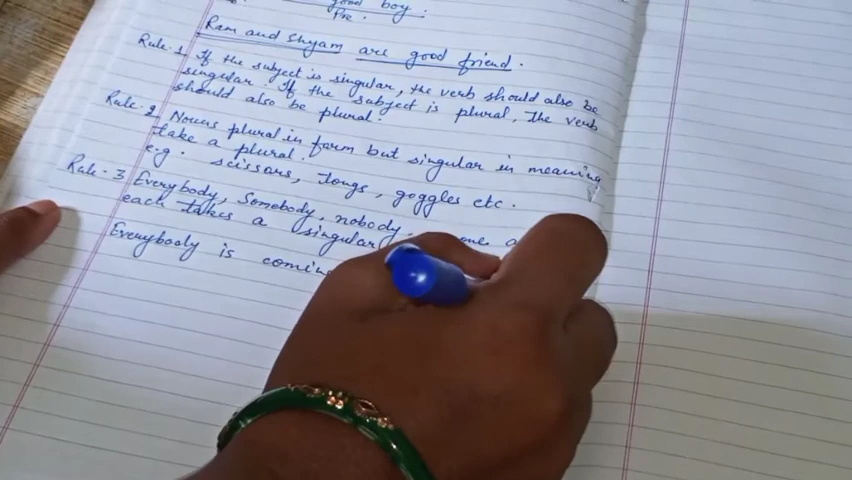 good boy.
Pre.
Ram and Shyam are good friend.
Rule. 1 If the subject is singular, the verb should also be
singular. If the subject is plural, the verb
should also be plural.
Rule. 2 Nouns plural in form but singular in meaning
take a plural.
e.g. scissors, Tongs, goggles etc.
Rule. 3 Everybody, Somebody, nobody, one
each takes a singular
Everybody is coming